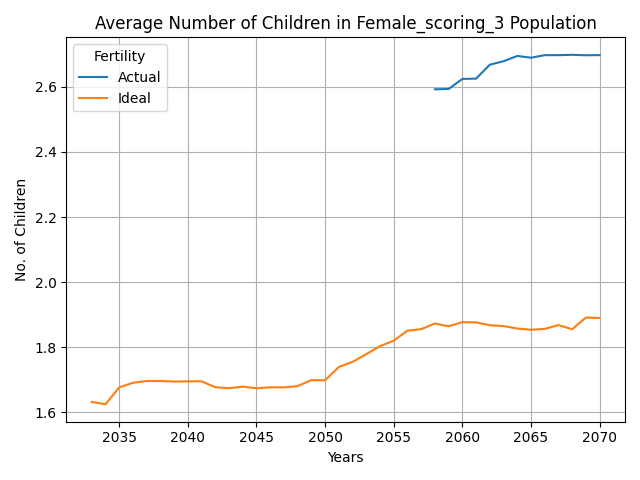 Average Number of Children in Female_scoring_3 Population
Fertility
Actual
Ideal
No. of Children
2.6
2.4
2.2
2.0
1.8
1.6
2035 2040 2045 2050 2055 2060 2065 2070
Years